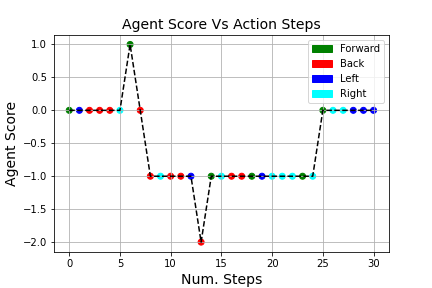 Agent Score Vs Action Steps
Forward
Back
Left
Right
Agent Score
1.0
0.5
0.0
−0.5
−1.0
−1.5
−2.0
0 5 10 15 20 25 30
Num. Steps